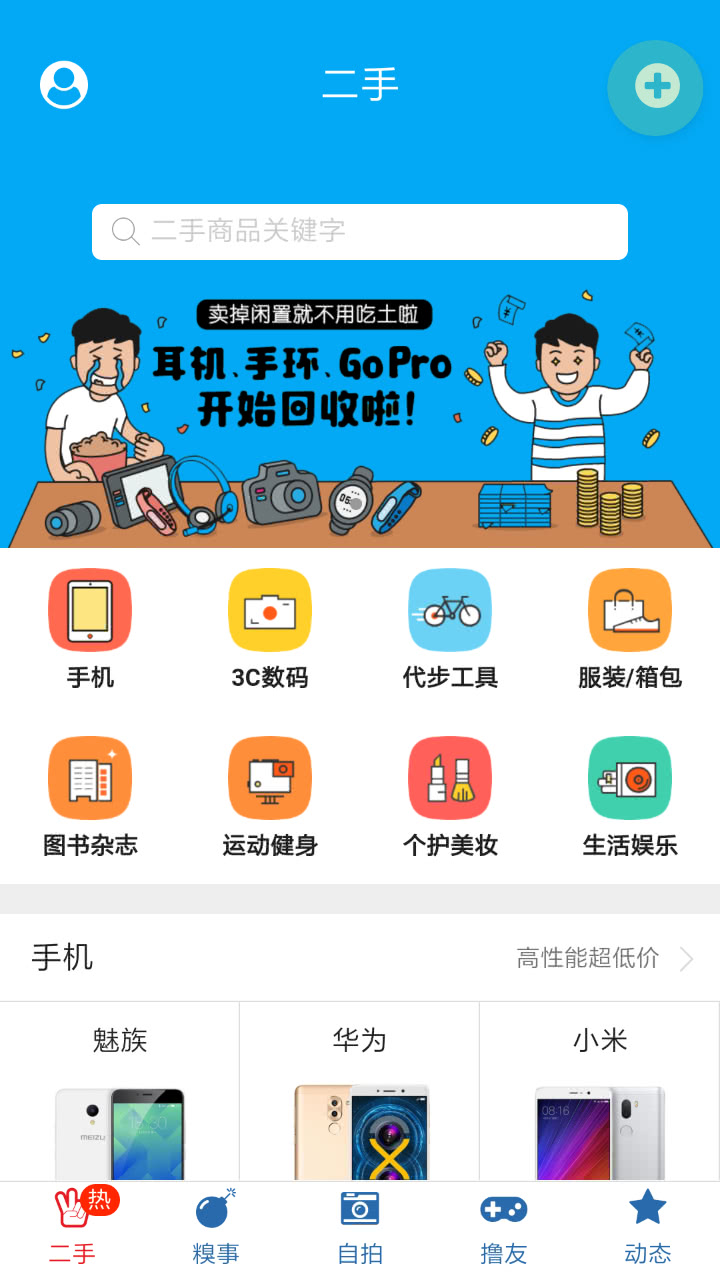 二手
二手商品关键字
卖掉闲置就不用吃土啦
耳机、手环、GoPro
开始回收啦!
手机
3C数码
代步工具
服装/箱包
图书杂志
运动健身
个护美妆
生活娱乐
手机
高性能超低价
魅族
华为
小米
MEIZU
08:16
热
二手
糗事
自拍
撸友
动态